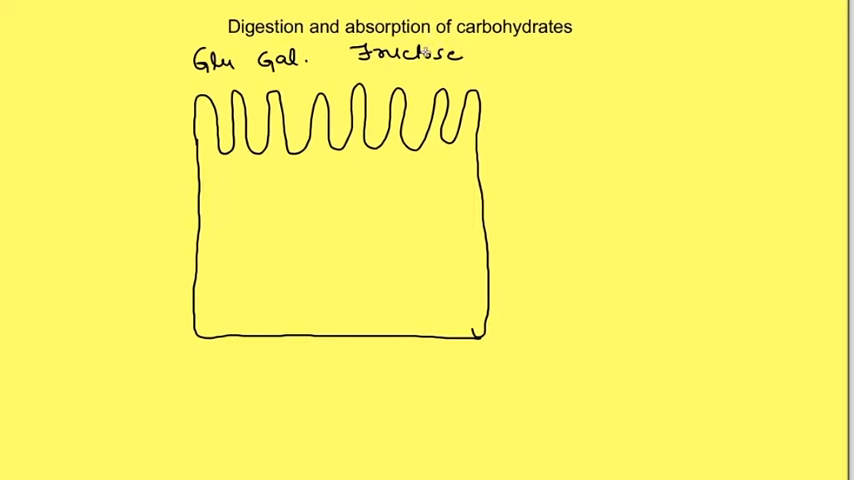 Digestion and absorption of carbohydrates
Glu Gal. Fructose